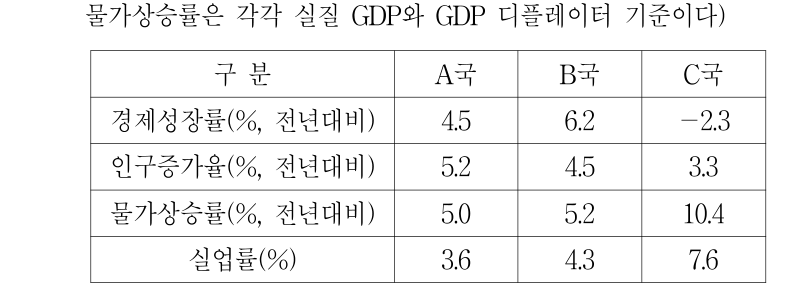 물가상승률은 각각 실질 GDP와 GDP 디플레이터 기준이다)
구 분 A국 B국 C국
경제성장률(%, 전년대비) 4.5 6.2 −2.3
인구증가율(%, 전년대비) 5.2 4.5 3.3
물가상승률(%, 전년대비) 5.0 5.2 10.4
실업률(%) 3.6 4.3 7.6